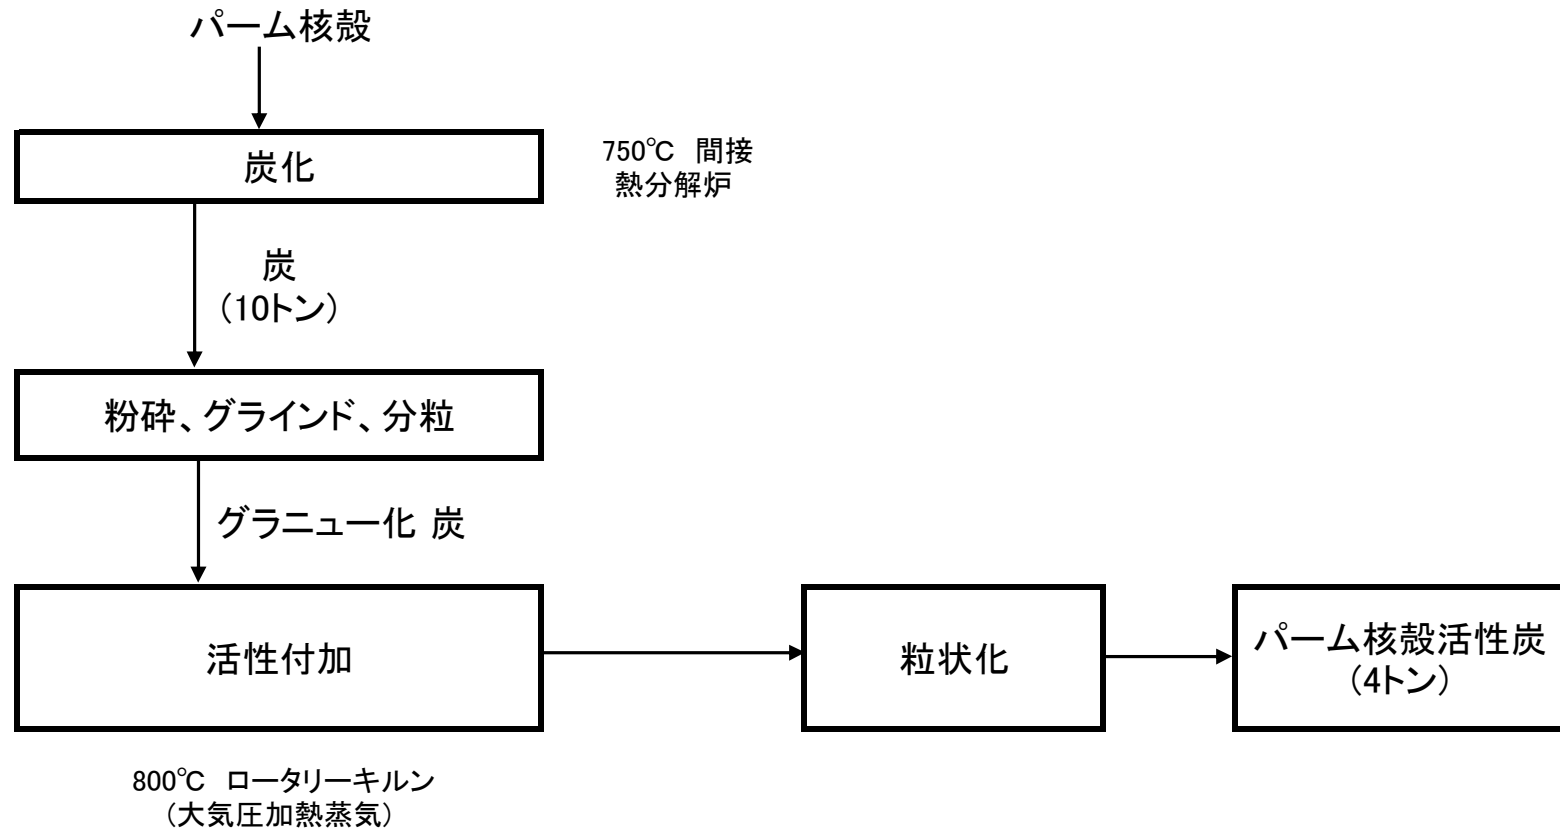 パーム核殻
炭化
750℃ 間接
熱分解炉
炭
(10トン)
粉砕、グラインド、分粒
グラニュー化 炭
活性付加
粒状化
パーム核殻活性炭
(4トン)
800℃ ロータリーキルン
(大気圧加熱蒸気)